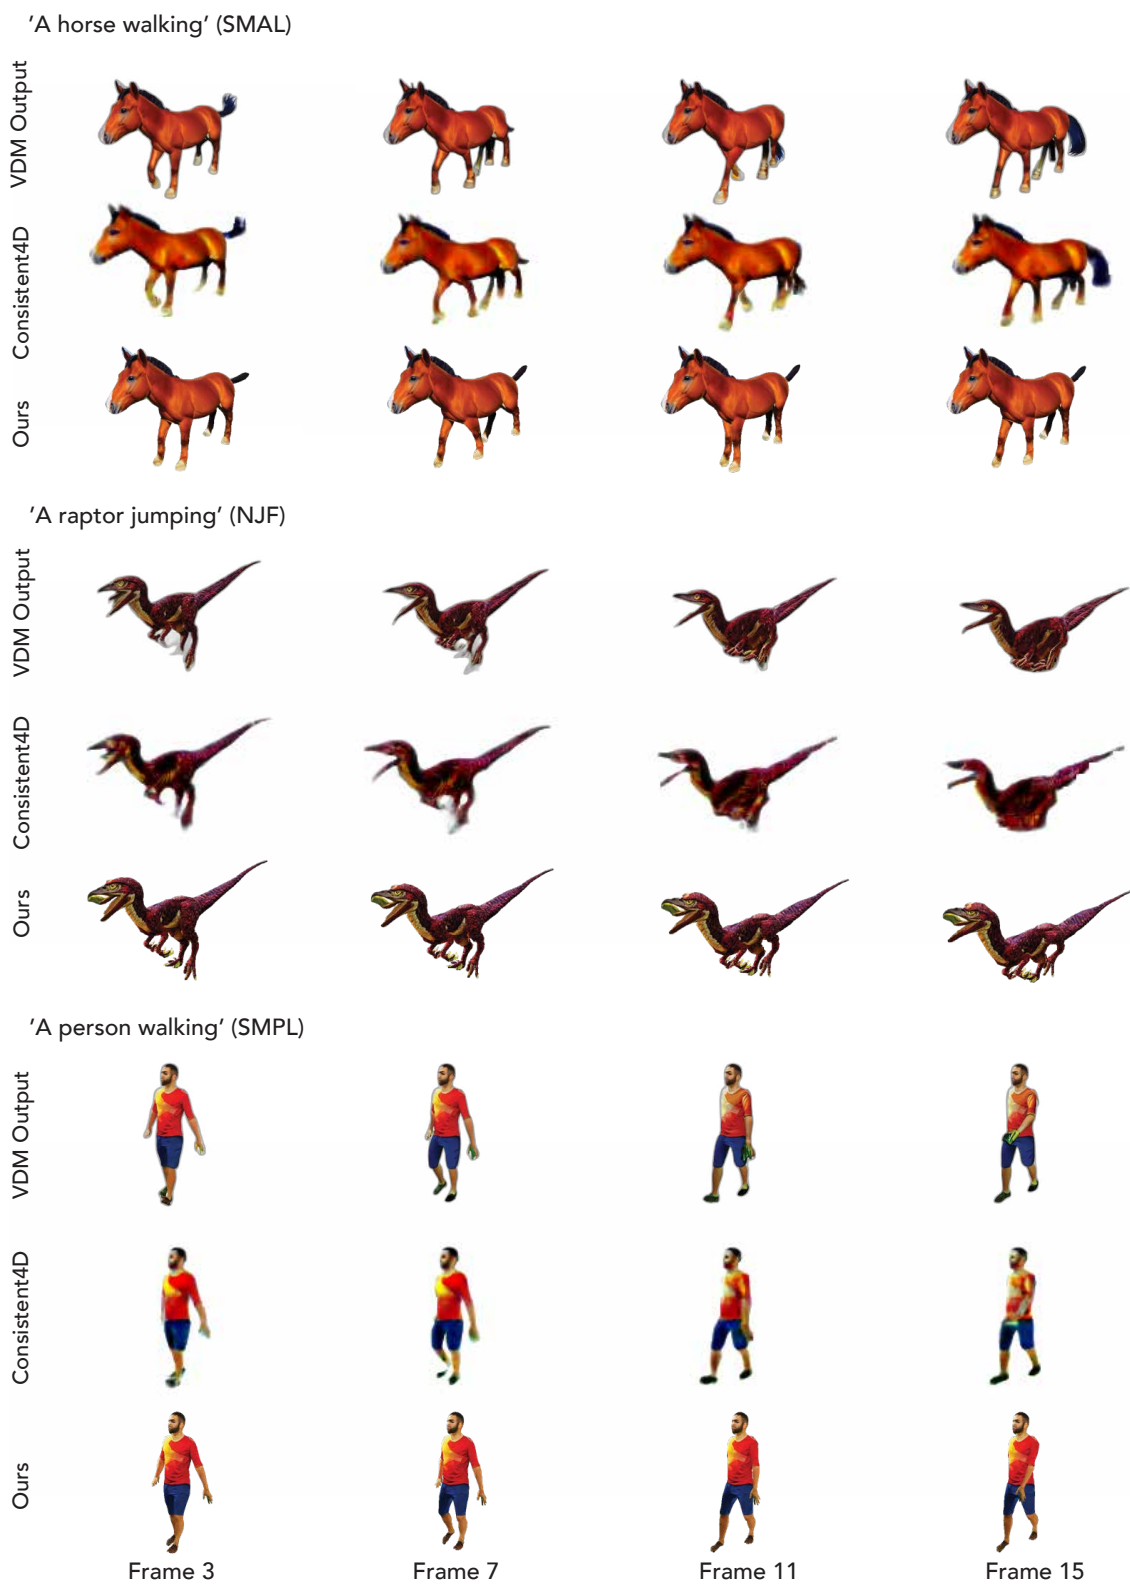 'A horse walking' (SMAL)
VDM Output
Consistent4D
Ours
'A raptor jumping' (NJF)
VDM Output
Consistent4D
Ours
'A person walking' (SMPL)
VDM Output
Consistent4D
Ours
Frame 3 Frame 7 Frame 11 Frame 15